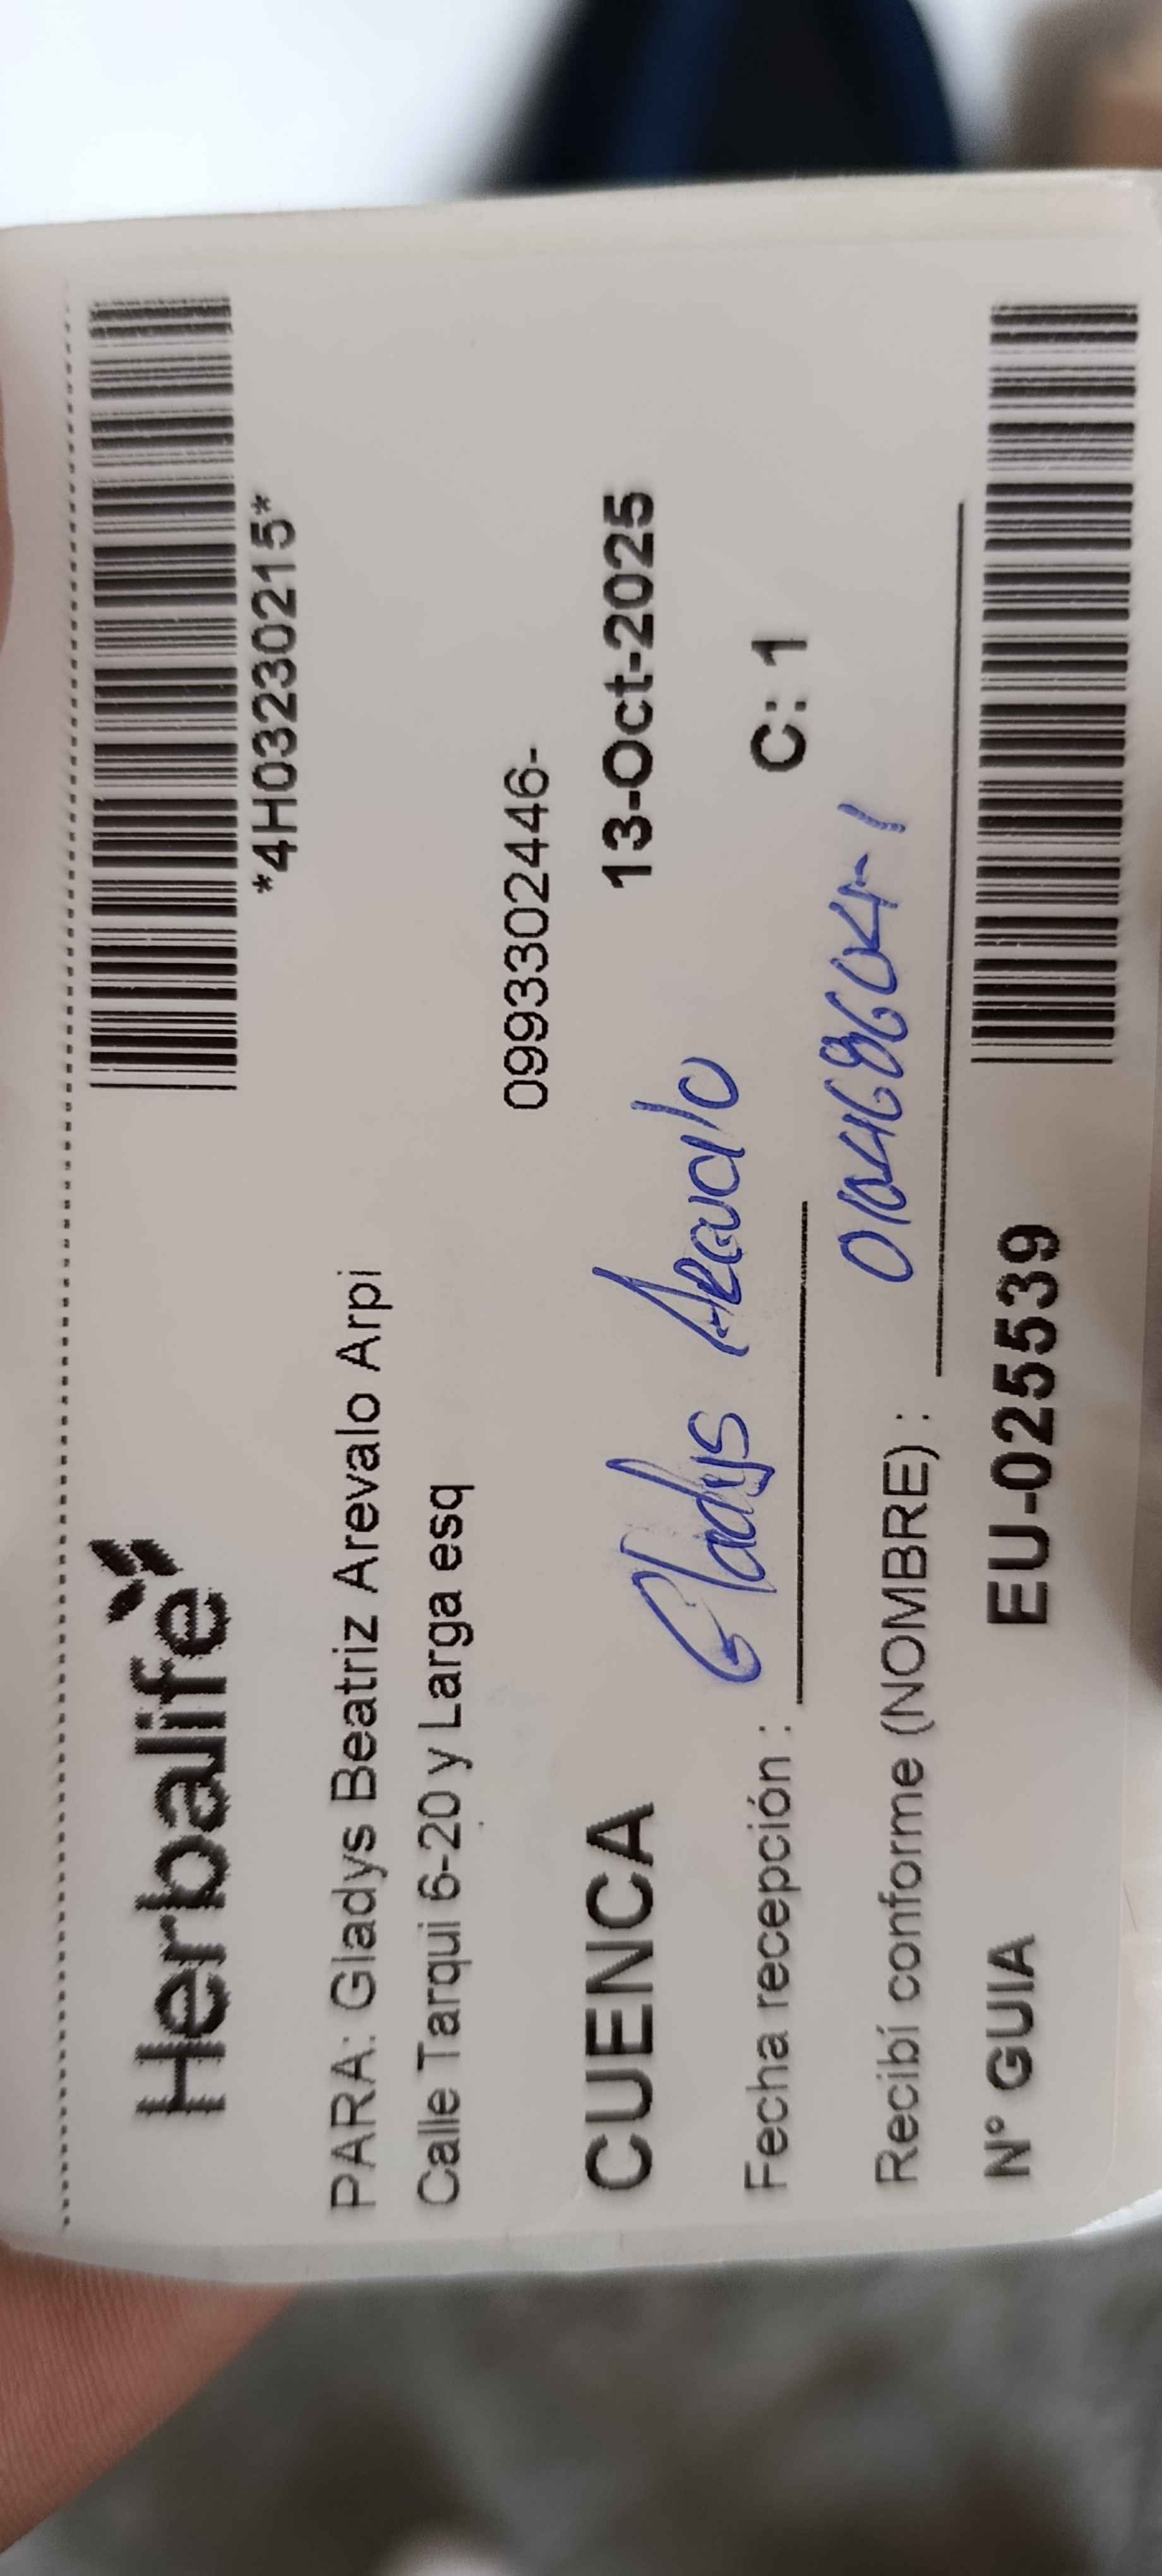 Herbalife
*4H03230215*
PARA: Gladys Beatriz Arevalo Arpi
Calle Tarqui 6-20 y Larga esq
0993302446-
CUENCA 13-Oct-2025
Gladys Arevalo
Fecha recepción : C: 1
Recibí conforme (NOMBRE) :
Nº GUIA EU-025539